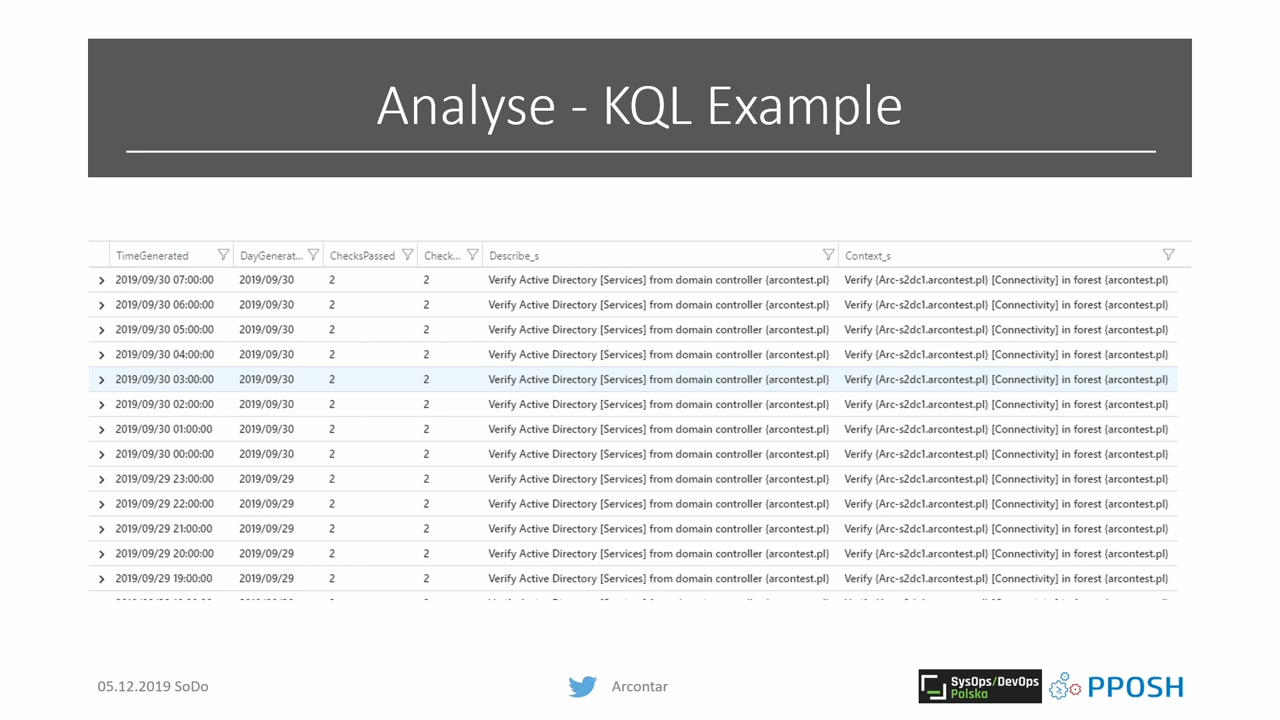 Analyse - KQL Example
TimeGenerated DayGenerat... ChecksPassed Check... Describe_s Context_s
2019/09/30 07:00:00 2019/09/30 2 2 Verify Active Directory [Services] from domain controller {arcontest.pl} Verify {Arc-s2dc1.arcontest.pl} [Connectivity] in forest {arcontest.pl}
2019/09/30 06:00:00 2019/09/30 2 2 Verify Active Directory [Services] from domain controller {arcontest.pl} Verify {Arc-s2dc1.arcontest.pl} [Connectivity] in forest {arcontest.pl}
2019/09/30 05:00:00 2019/09/30 2 2 Verify Active Directory [Services] from domain controller {arcontest.pl} Verify {Arc-s2dc1.arcontest.pl} [Connectivity] in forest {arcontest.pl}
2019/09/30 04:00:00 2019/09/30 2 2 Verify Active Directory [Services] from domain controller {arcontest.pl} Verify {Arc-s2dc1.arcontest.pl} [Connectivity] in forest {arcontest.pl}
2019/09/30 03:00:00 2019/09/30 2 2 Verify Active Directory [Services] from domain controller {arcontest.pl} Verify {Arc-s2dc1.arcontest.pl} [Connectivity] in forest {arcontest.pl}
2019/09/30 02:00:00 2019/09/30 2 2 Verify Active Directory [Services] from domain controller {arcontest.pl} Verify {Arc-s2dc1.arcontest.pl} [Connectivity] in forest {arcontest.pl}
2019/09/30 01:00:00 2019/09/30 2 2 Verify Active Directory [Services] from domain controller {arcontest.pl} Verify {Arc-s2dc1.arcontest.pl} [Connectivity] in forest {arcontest.pl}
2019/09/30 00:00:00 2019/09/30 2 2 Verify Active Directory [Services] from domain controller {arcontest.pl} Verify {Arc-s2dc1.arcontest.pl} [Connectivity] in forest {arcontest.pl}
2019/09/29 23:00:00 2019/09/29 2 2 Verify Active Directory [Services] from domain controller {arcontest.pl} Verify {Arc-s2dc1.arcontest.pl} [Connectivity] in forest {arcontest.pl}
2019/09/29 22:00:00 2019/09/29 2 2 Verify Active Directory [Services] from domain controller {arcontest.pl} Verify {Arc-s2dc1.arcontest.pl} [Connectivity] in forest {arcontest.pl}
2019/09/29 21:00:00 2019/09/29 2 2 Verify Active Directory [Services] from domain controller {arcontest.pl} Verify {Arc-s2dc1.arcontest.pl} [Connectivity] in forest {arcontest.pl}
2019/09/29 20:00:00 2019/09/29 2 2 Verify Active Directory [Services] from domain controller {arcontest.pl} Verify {Arc-s2dc1.arcontest.pl} [Connectivity] in forest {arcontest.pl}
2019/09/29 19:00:00 2019/09/29 2 2 Verify Active Directory [Services] from domain controller {arcontest.pl} Verify {Arc-s2dc1.arcontest.pl} [Connectivity] in forest {arcontest.pl}
05.12.2019 SoDo
Arcontar
SysOps/DevOps
Polska
PPOSH